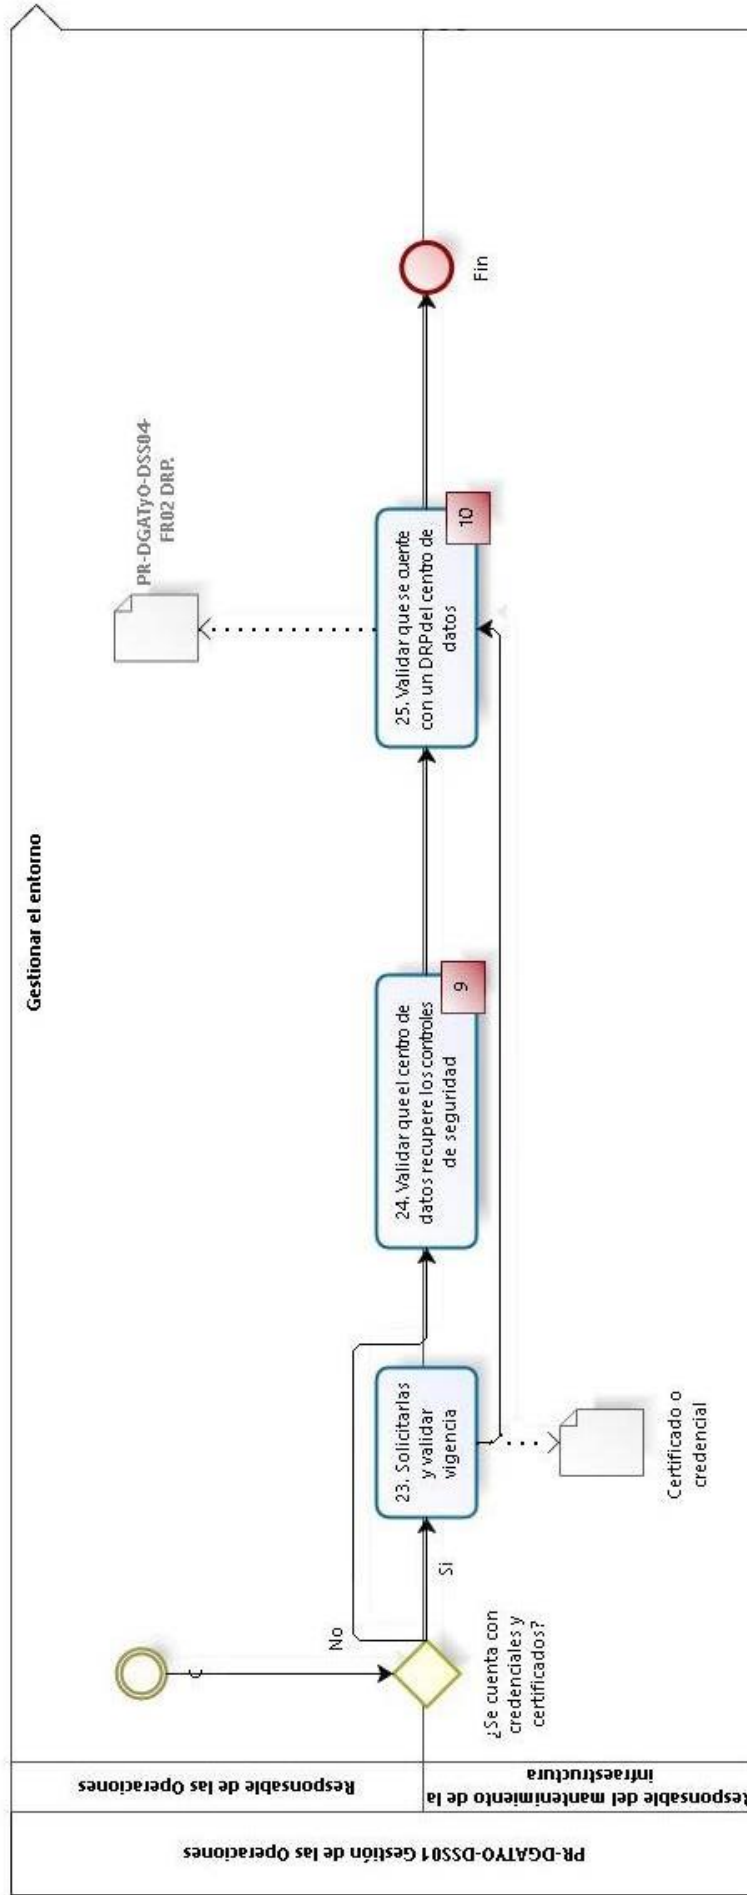 Gestionar el entorno
PR-DGATYO-DSS01 Gestión de las Operaciones
Responsable de las Operaciones
Responsable del mantenimiento de la
infraestructura
¿Se cuenta con
credenciales y
certificados?
No
Si
23. Solicitarlas
y validar
vigencia
Certificado o
credencial
24. Validar que el centro de
datos recupere los controles
de seguridad
9
25. Validar que se cuente
con un DRP del centro de
datos
10
PR-DGATyO-DSS04-
FR02 DRP.
Fin